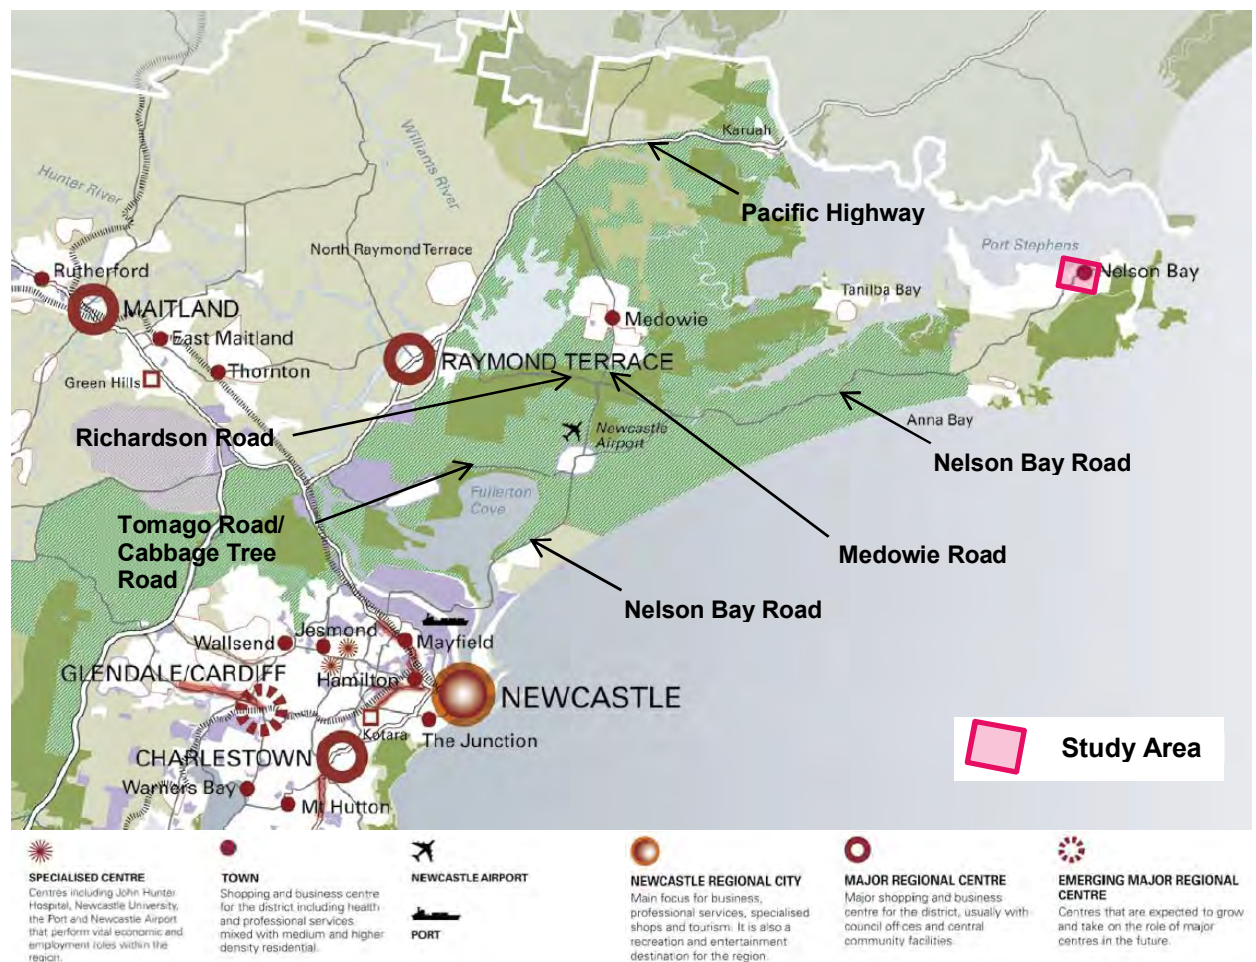 Karuah
Williams River
Hunter River
Pacific Highway
North Raymond Terrace
Port Stephens
Rutherford
Nelson Bay
Tanilba Bay
MAITLAND
Medowie
East Maitland
RAYMOND TERRACE
Thornton
Green Hills
Anna Bay
Richardson Road
Newcastle
Airport
Nelson Bay Road
Fullerton
Cove
Tomago Road/
Cabbage Tree
Road
Medowie Road
Nelson Bay Road
Jesmond
Wallsend
Mayfield
GLENDALE/CARDIFF
Hamilton
NEWCASTLE
Kotara
The Junction
CHARLESTOWN
Study Area
Warners Bay
Mt Hutton
SPECIALISED CENTRE
Centres including John Hunter
Hospital, Newcastle University,
the Port and Newcastle Airport
that perform vital economic and
employment roles within the
region.
TOWN
Shopping and business centre
for the district including health
and professional services
mixed with medium and higher
density residential.
NEWCASTLE AIRPORT
PORT
NEWCASTLE REGIONAL CITY
Main focus for business,
professional services, specialised
shops and tourism. It is also a
recreation and entertainment
destination for the region.
MAJOR REGIONAL CENTRE
Major shopping and business
centre for the district, usually with
council offices and central
community facilities.
EMERGING MAJOR REGIONAL
CENTRE
Centres that are expected to grow
and take on the role of major
centres in the future.